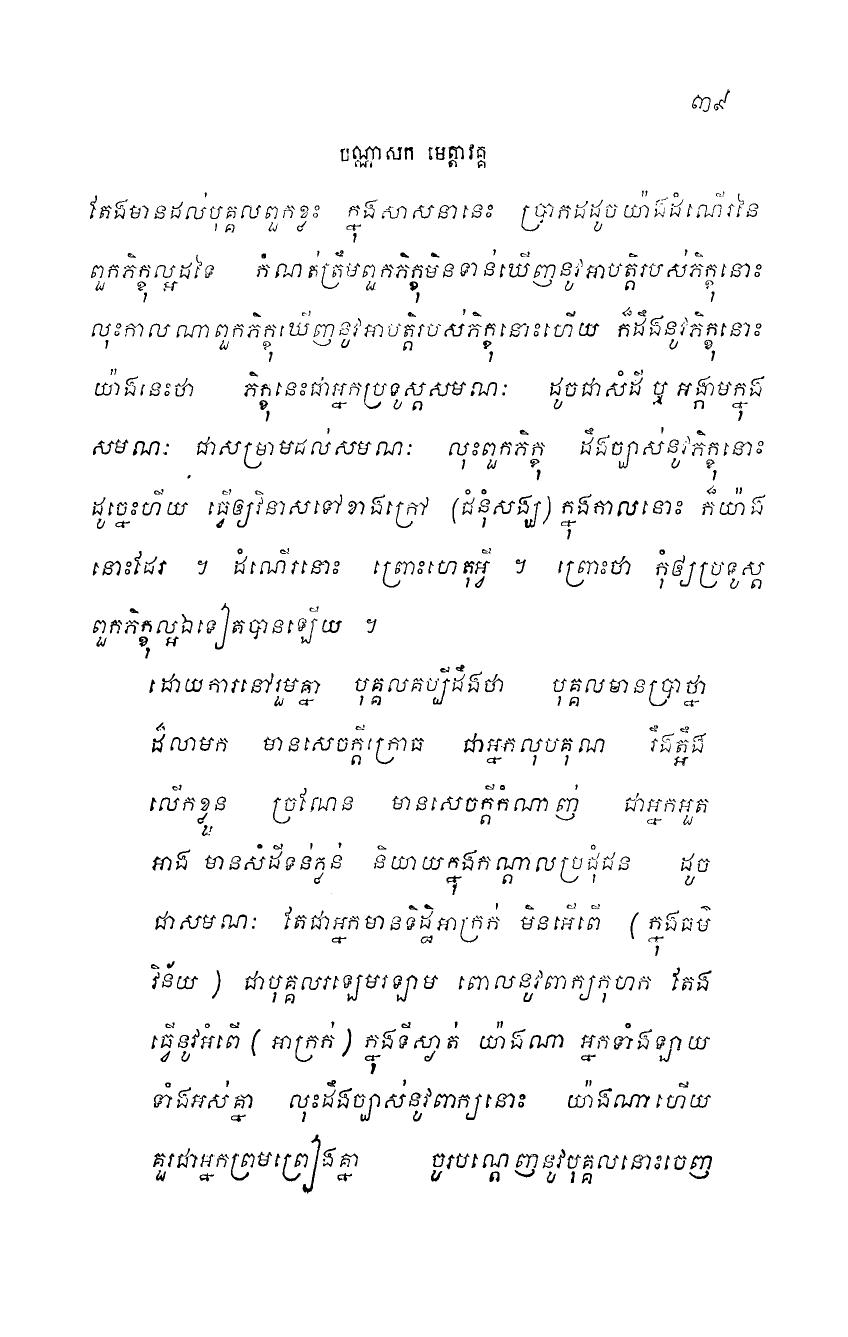 ៣៩
បណ្ណាសក មេត្តាវគ្គ
តែងមានដល់បុគ្គលពួកខ្លះ ក្នុងសាសនានេះ ប្រាកដដូចយ៉ាងដំណើរនៃ
ពួកភិក្ខុល្អដទៃ កំណត់ត្រឹមពួកភិក្ខុមិនទាន់ឃើញនូវអាបត្តិរបស់ភិក្ខុនោះ
លុះកាលណាពួកភិក្ខុឃើញនូវអាបត្តិរបស់ភិក្ខុនោះហើយ ក៏ដឹងនូវភិក្ខុនោះ
យ៉ាងនេះថា ភិក្ខុនេះជាអ្នកប្រទូស្តសមណៈ ដូចជាសំដី ឬ អង្កាមក្នុង
សមណៈ ជាសម្រាមដល់សមណៈ លុះពួកភិក្ខុ ដឹងច្បាស់នូវភិក្ខុនោះ
ដូច្នេះហើយ ធ្វើឲ្យវិនាសទៅខាងក្រៅ (ជំនុំសង្ឃ) ក្នុងកាលនោះ ក៏យ៉ាង
នោះដែរ ។ ដំណើរនោះ ព្រោះហេតុអ្វី ។ ព្រោះថា កុំឲ្យប្រទូស្ត
ពួកភិក្ខុល្អឯទៀតបានឡើយ ។
ដោយការនៅរួមគ្នា បុគ្គលគប្បីដឹងថា បុគ្គលមានប្រាថ្នា
ដ៏លាមក មានសេចក្តីក្រោធ ជាអ្នកលុបគុណ រឹងត្អឹង
លើកខ្លួន ច្រណែន មានសេចក្តីកំណាញ់ ជាអ្នកអួត
អាង មានសំដីទន់ភ្លន់ និយាយក្នុងកណ្តាលប្រជុំជន ដូច
ជាសមណៈ តែជាអ្នកមានទិដ្ឋិអាក្រក់ មិនអើពើ (ក្នុងធម៌
វិន័យ) ជាបុគ្គលរឡេមរឡាម ពោលនូវពាក្យកុហក តែង
ធ្វើនូវអំពើ (អាក្រក់) ក្នុងទីស្ងាត់ យ៉ាងណា អ្នកទាំងឡាយ
ទាំងអស់គ្នា លុះដឹងច្បាស់នូវពាក្យនោះ យ៉ាងណាហើយ
គួរជាអ្នកព្រមព្រៀងគ្នា ចូរបណ្តេញនូវបុគ្គលនោះចេញ